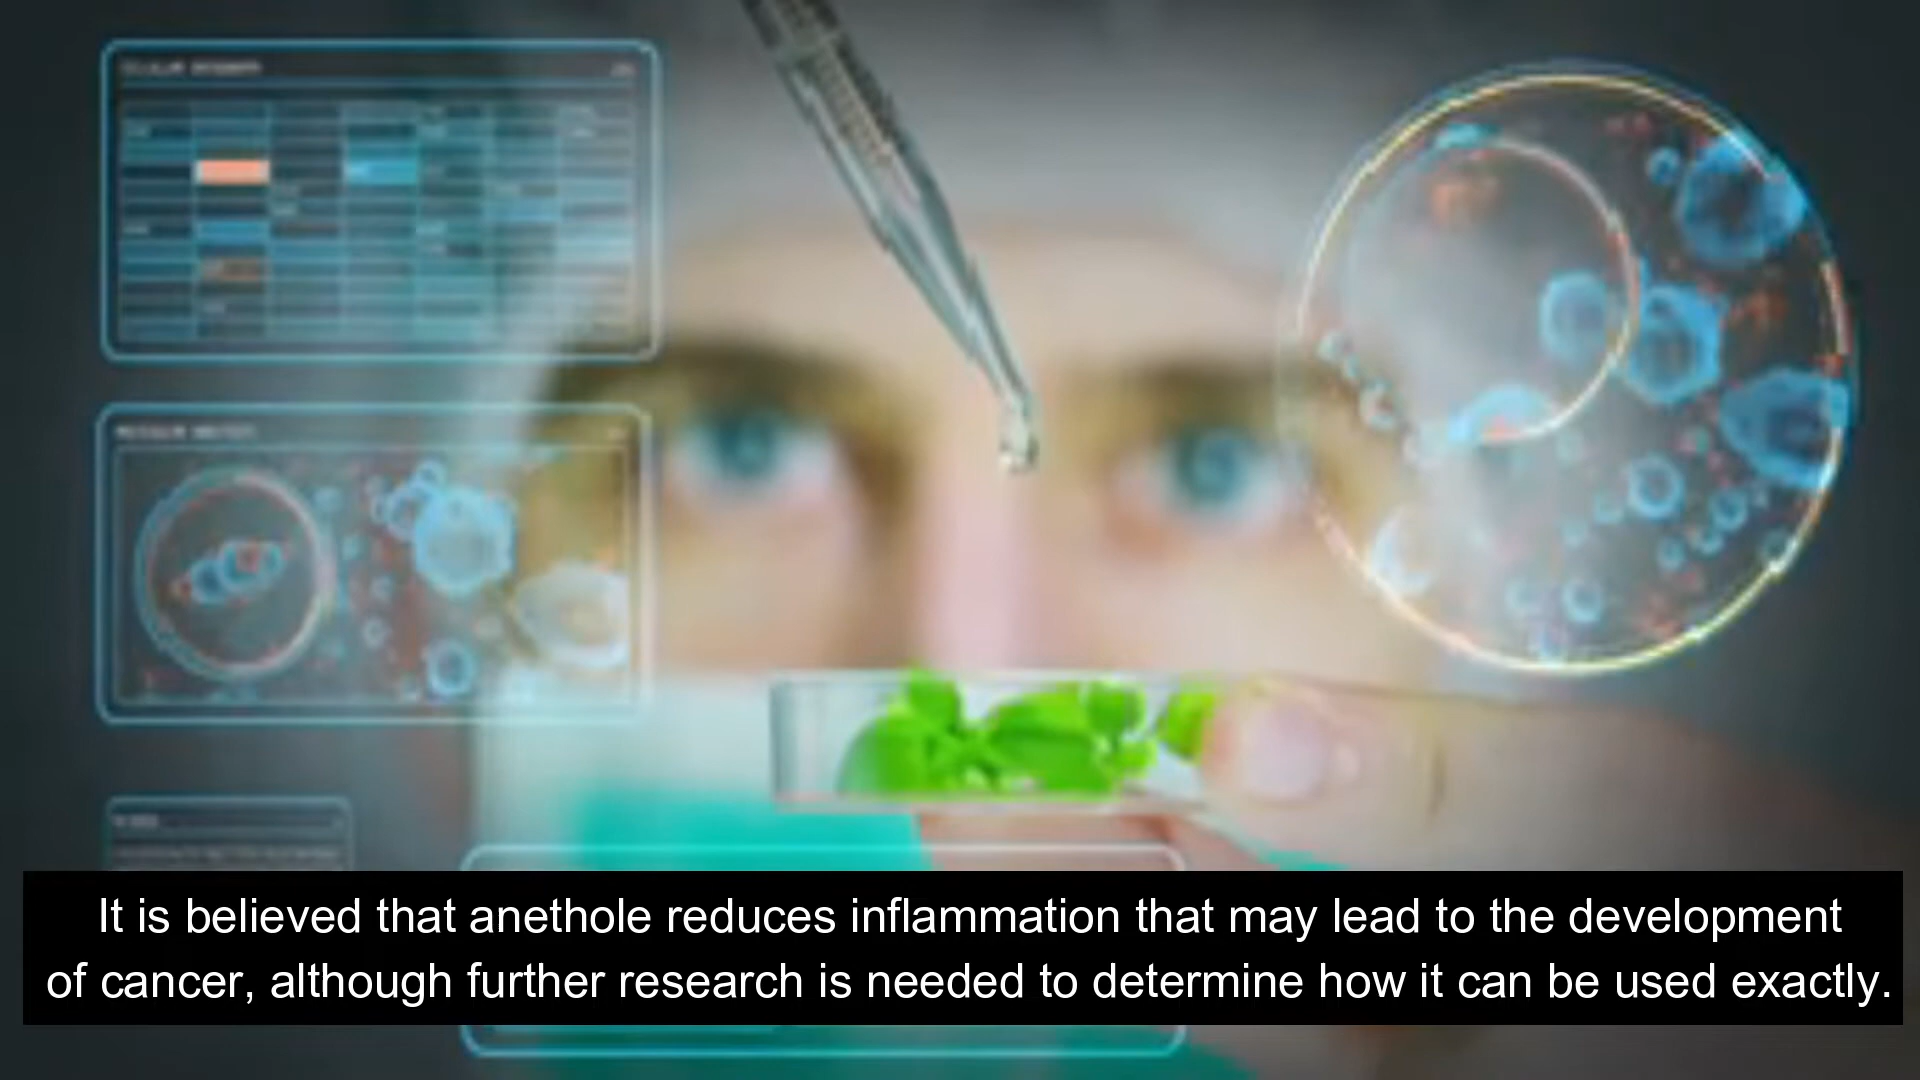 It is believed that anethole reduces inflammation that may lead to the development
of cancer, although further research is needed to determine how it can be used exactly.